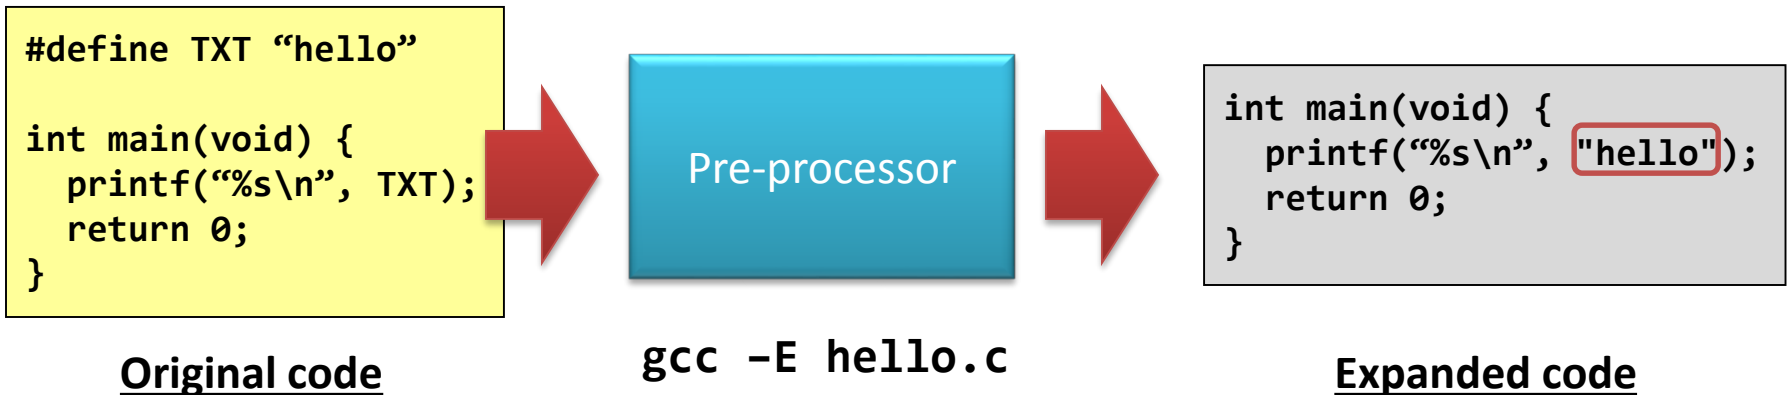 #define TXT “hello”
int main(void) {
printf(“%s\n”, TXT);
return 0;
}
Original code
Pre-processor
gcc –E hello.c
int main(void) {
printf(“%s\n”, "hello");
return 0;
}
Expanded code